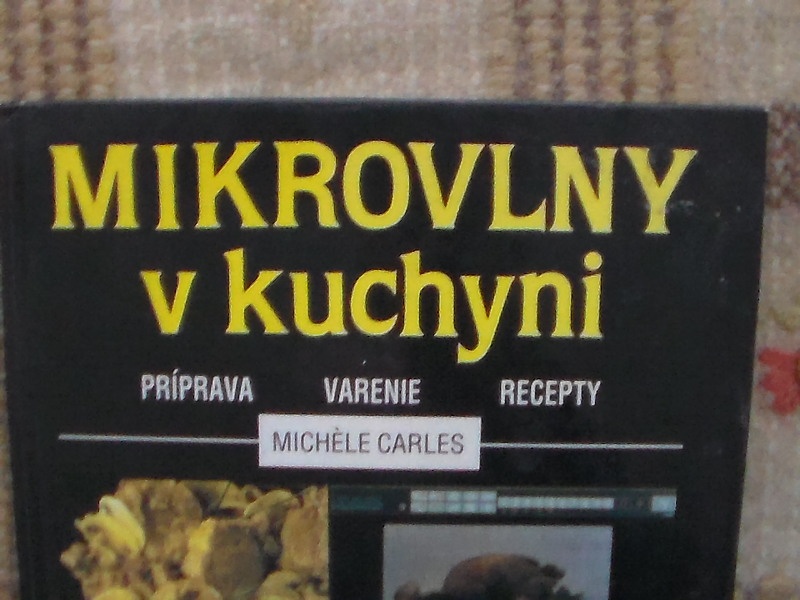 MIKROVLNY
v kuchyni
PRÍPRAVA VARENIE RECEPTY
MICHÈLE CARLES